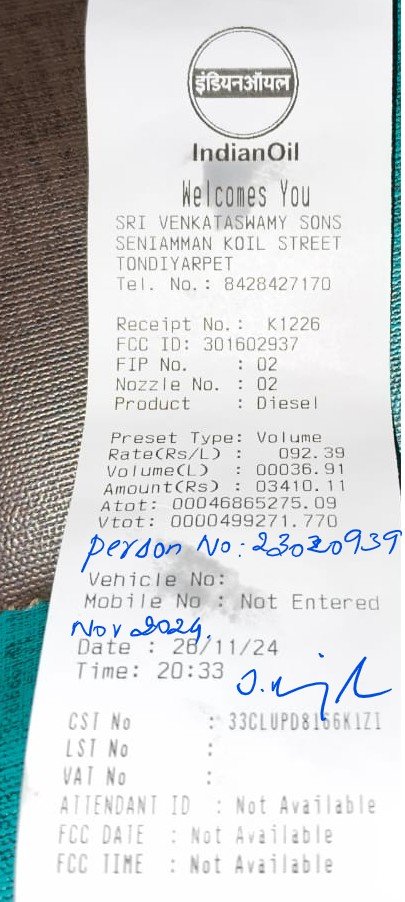 इंडियनऑयल
IndianOil
Welcomes You
SRI VENKATASWAMY SONS
SENIAMMAN KOIL STREET
TONDIYARPET
Tel. No.: 8428427170
Receipt No.: K1226
FCC ID: 301602937
FIP No. : 02
Nozzle No. : 02
Product : Diesel
Preset Type: Volume
Rate(Rs/L) : 092.39
Volume(L) : 00036.91
Amount(Rs) : 03410.11
Atot: 00046865275.09
Vtot: 0000499271.770
person No: 23020939
Vehicle No:
Mobile No : Not Entered
Nov 2024.
Date : 28/11/24
Time: 20:33
CST No : 33CLUPD8166K1Z1
LST No :
VAT No :
ATTENDANT ID : Not Available
FCC DATE : Not Available
FCC TIME : Not Available